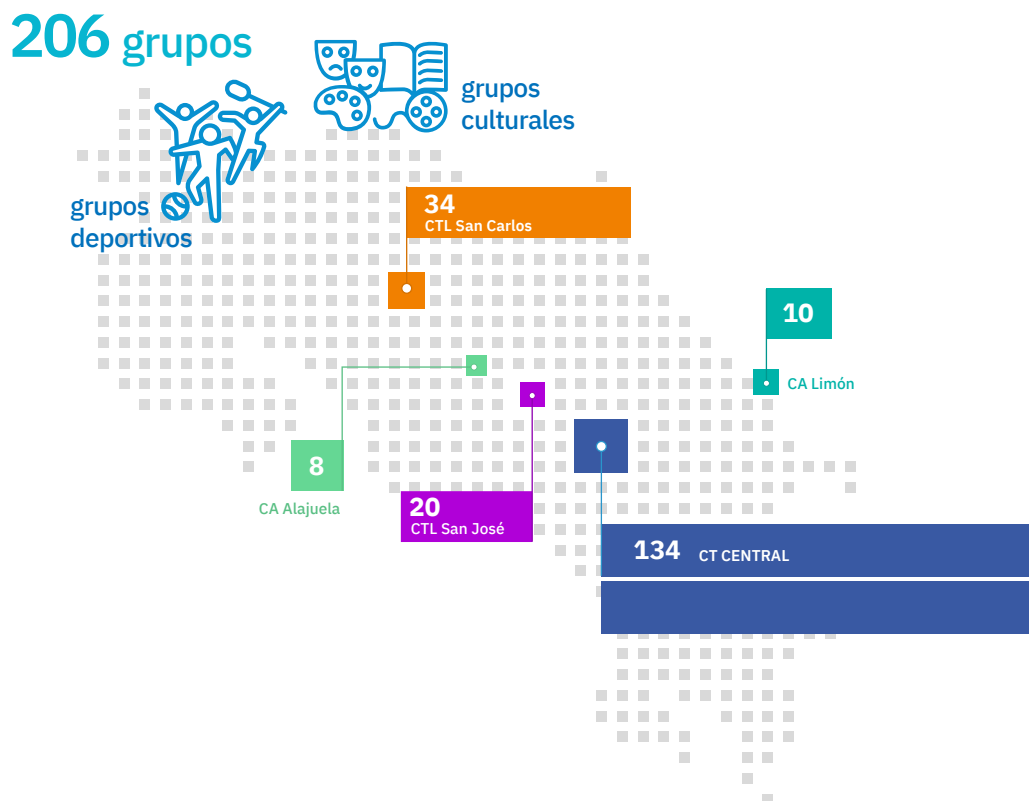 206 grupos
grupos
culturales
grupos
deportivos
34
CTL San Carlos
10
CA Limón
8
CA Alajuela
20
CTL San José
134 CT CENTRAL